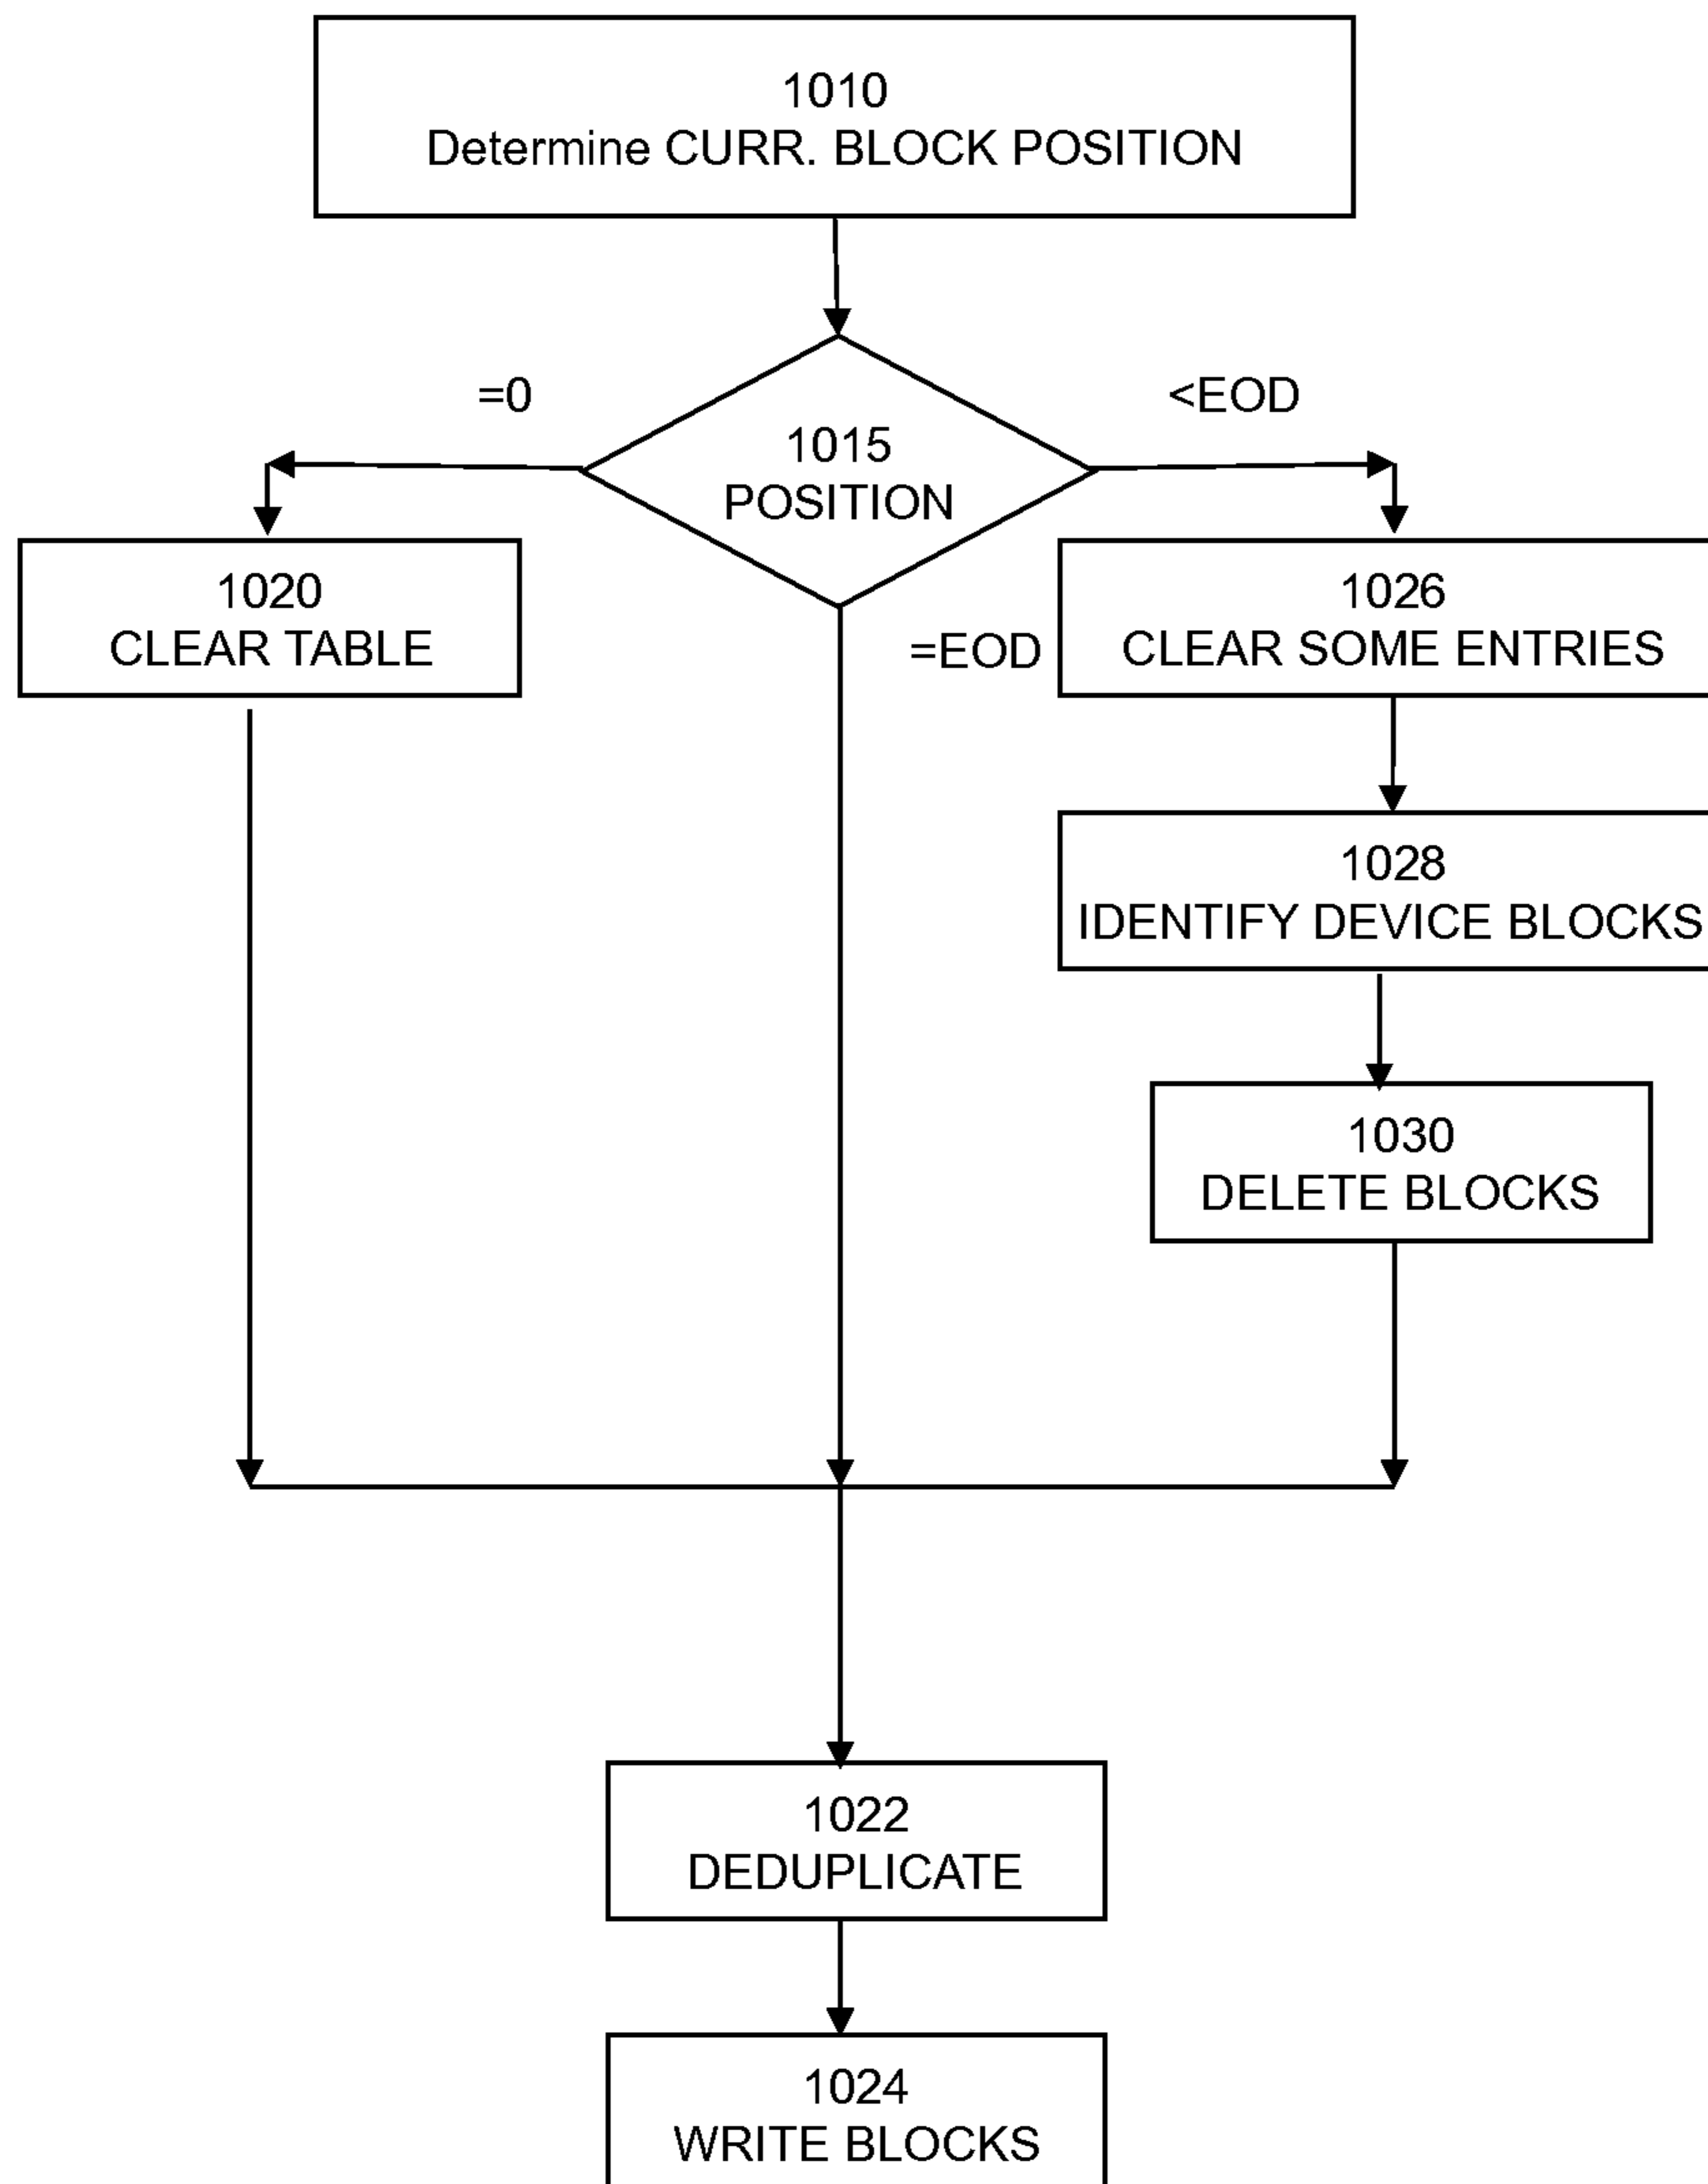 1010
Determine CURR. BLOCK POSITION
=0
<EOD
1015
POSITION
1020
CLEAR TABLE
=EOD
1026
CLEAR SOME ENTRIES
1028
IDENTIFY DEVICE BLOCKS
1030
DELETE BLOCKS
1022
DEDUPLICATE
1024
WRITE BLOCKS